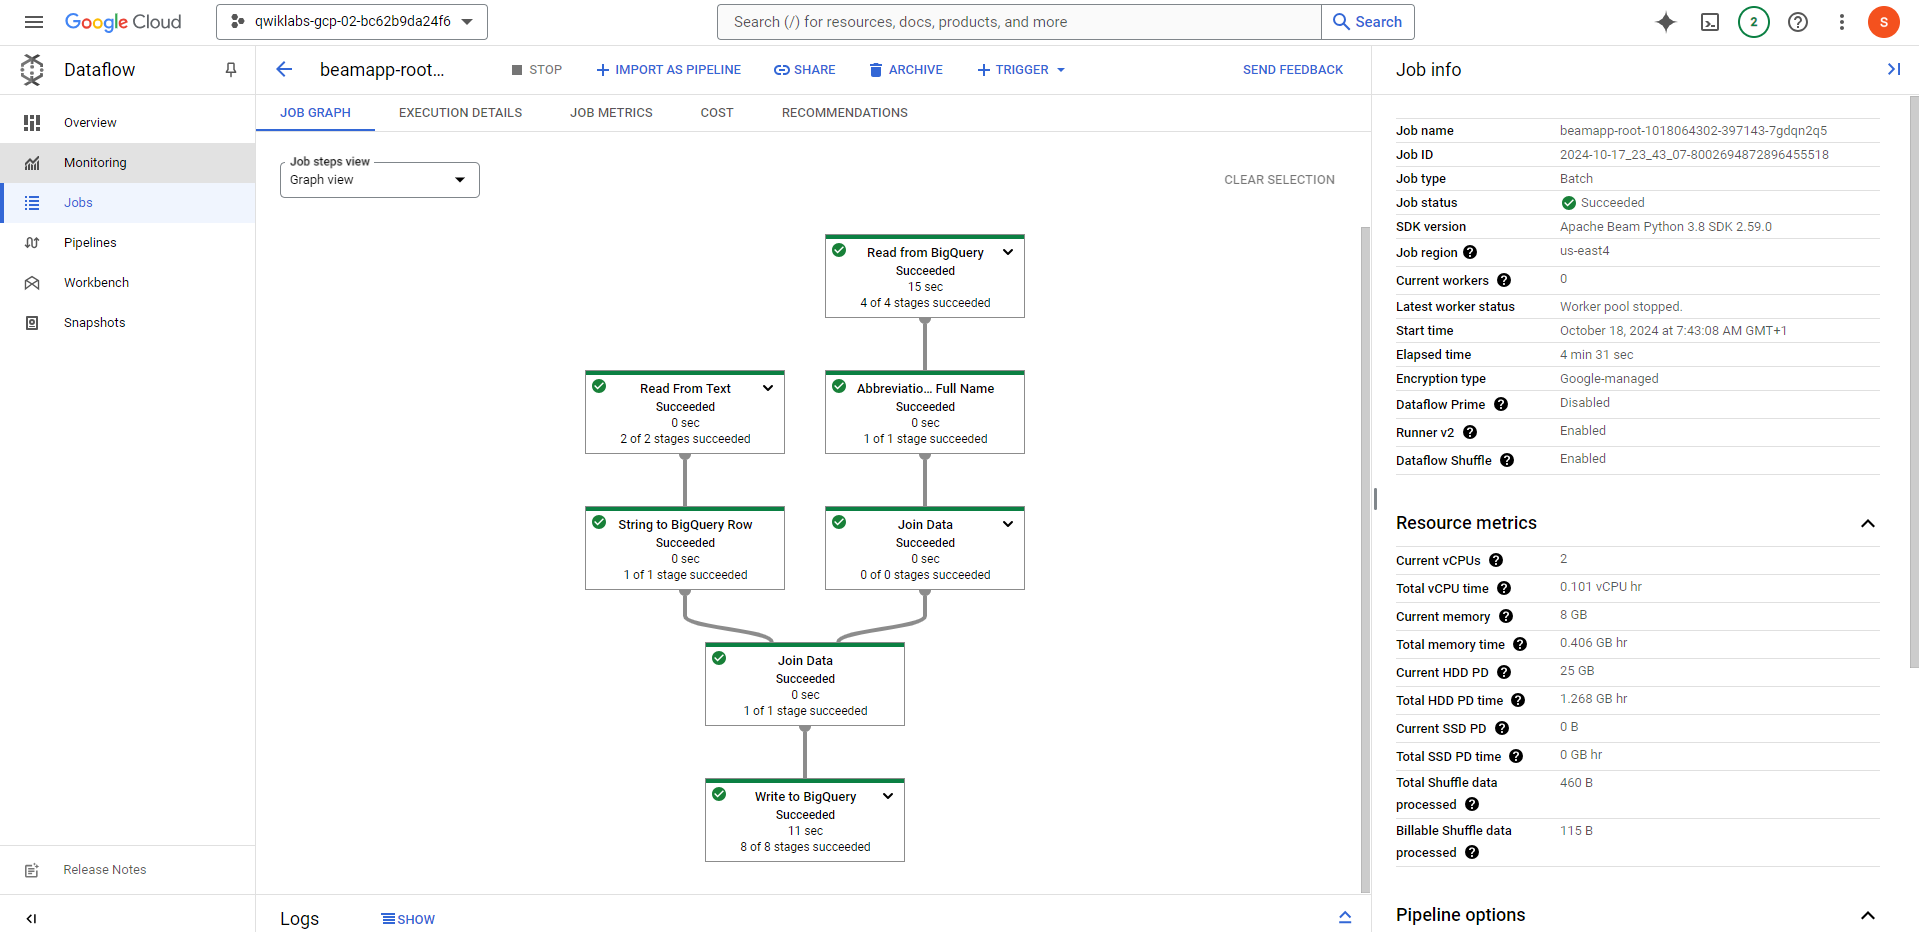 Google Cloud
qwiklabs-gcp-02-bc62b9da24f6
Search (/) for resources, docs, products, and more
Search
2
S
Dataflow
beamapp-root...
STOP
IMPORT AS PIPELINE
SHARE
ARCHIVE
TRIGGER
SEND FEEDBACK
Job info
Overview
Monitoring
Jobs
Pipelines
Workbench
Snapshots
Release Notes
JOB GRAPH
EXECUTION DETAILS
JOB METRICS
COST
RECOMMENDATIONS
Job steps view
Graph view
CLEAR SELECTION
Read from BigQuery
Succeeded
15 sec
4 of 4 stages succeeded
Read From Text
Succeeded
0 sec
2 of 2 stages succeeded
Abbreviatio... Full Name
Succeeded
0 sec
1 of 1 stage succeeded
String to BigQuery Row
Succeeded
0 sec
1 of 1 stage succeeded
Join Data
Succeeded
0 sec
0 of 0 stages succeeded
Join Data
Succeeded
0 sec
1 of 1 stage succeeded
Write to BigQuery
Succeeded
11 sec
8 of 8 stages succeeded
Logs
SHOW
Job name beamapp-root-1018064302-397143-7gdqn2q5
Job ID 2024-10-17_23_43_07-8002694872896455518
Job type Batch
Job status Succeeded
SDK version Apache Beam Python 3.8 SDK 2.59.0
Job region us-east4
Current workers 0
Latest worker status Worker pool stopped.
Start time October 18, 2024 at 7:43:08 AM GMT+1
Elapsed time 4 min 31 sec
Encryption type Google-managed
Dataflow Prime Disabled
Runner v2 Enabled
Dataflow Shuffle Enabled
Resource metrics
Current vCPUs 2
Total vCPU time 0.101 vCPU hr
Current memory 8 GB
Total memory time 0.406 GB hr
Current HDD PD 25 GB
Total HDD PD time 1.268 GB hr
Current SSD PD 0 B
Total SSD PD time 0 GB hr
Total Shuffle data 460 B
processed
Billable Shuffle data 115 B
processed
Pipeline options